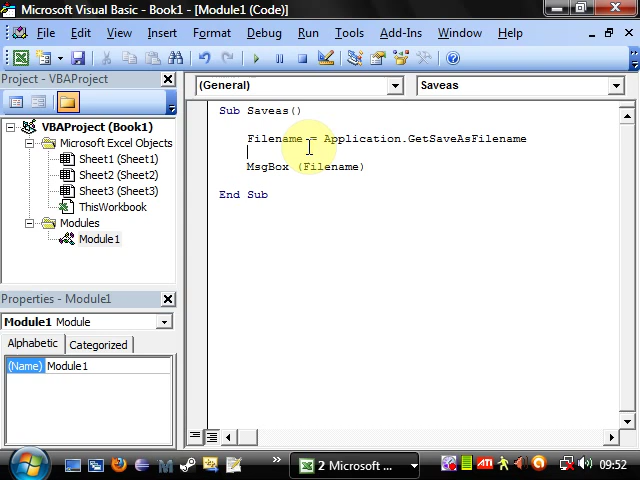 Microsoft Visual Basic - Book1 - [Module1 (Code)]
File Edit View Insert Format Debug Run Tools Add-Ins Window Help
Project - VBAProject
(General)
Saveas
VBAProject (Book1)
Microsoft Excel Objects
Sheet1 (Sheet1)
Sheet2 (Sheet2)
Sheet3 (Sheet3)
ThisWorkbook
Modules
Module1
Sub Saveas()
Filename = Application.GetSaveAsFilename
MsgBox (Filename)
End Sub
Properties - Module1
Module1 Module
Alphabetic Categorized
(Name) Module1
2 Microsoft ...
ATI
09:52